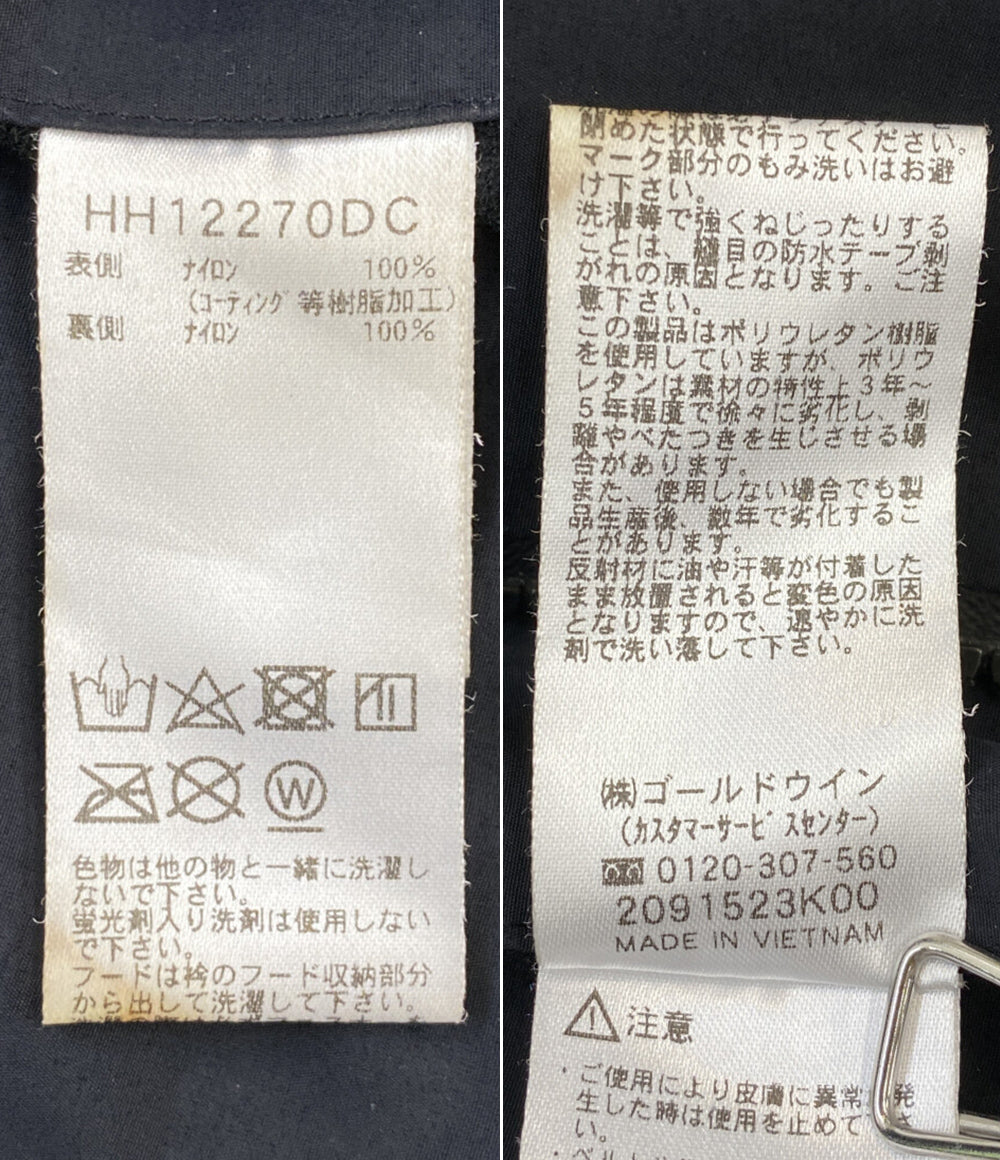 HH12270DC
表側 ナイロン 100%
(コーティング等樹脂加工)
裏側 ナイロン 100%
W
色物は他の物と一緒に洗濯し
ないで下さい。
蛍光剤入り洗剤は使用しない
で下さい。
フードは衿のフード収納部分
から出して洗濯して下さい。
閉めた状態で行ってください。
マーク部分のもみ洗いはお避
け下さい。
洗濯等で強くねじったりする
ことは、縫目の防水テープ剥
がれの原因となります。ご注
意下さい。
この製品はポリウレタン樹脂
を使用していますが、ポリウ
レタンは素材の特性上3年～
5年程度で徐々に劣化し、剥
離やべたつきを生じさせる場
合があります。
また、使用しない場合でも製
品生産後、数年で劣化するこ
とがあります。
反射材に油や汗等が付着した
まま放置されると変色の原因
となりますので、速やかに洗
剤で洗い落して下さい。
(株)ゴールドウイン
(カスタマーサービスセンター)
0120-307-560
2091523K00
MADE IN VIETNAM
注意
・ご使用により皮膚に異常 発
生した時は使用を止めて さ
い。